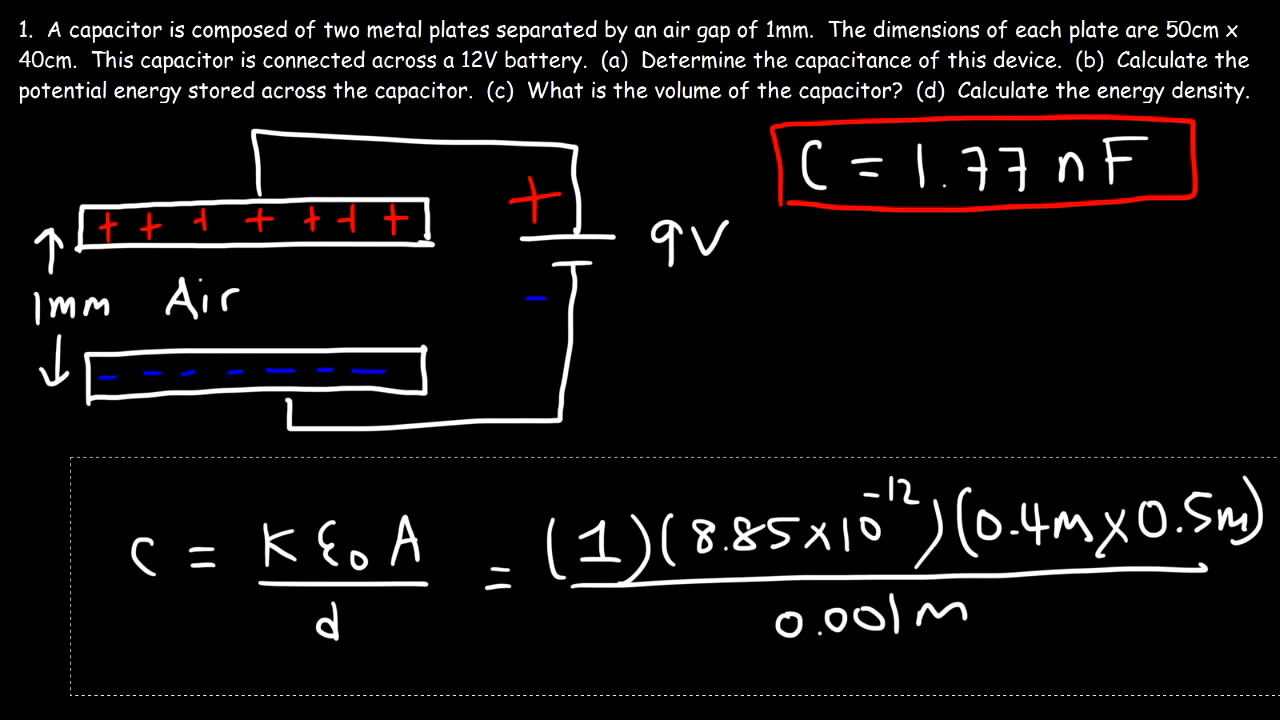 1. A capacitor is composed of two metal plates separated by an air gap of 1mm. The dimensions of each plate are 50cm x
40cm. This capacitor is connected across a 12V battery. (a) Determine the capacitance of this device. (b) Calculate the
potential energy stored across the capacitor. (c) What is the volume of the capacitor? (d) Calculate the energy density.
C = 1.77 nF
+ + + + + + +
+
9V
1mm Air
-
- - - - - - -
C = K ε₀ A / d = (1)(8.85x10⁻¹²)(0.4m x 0.5m) / 0.001m